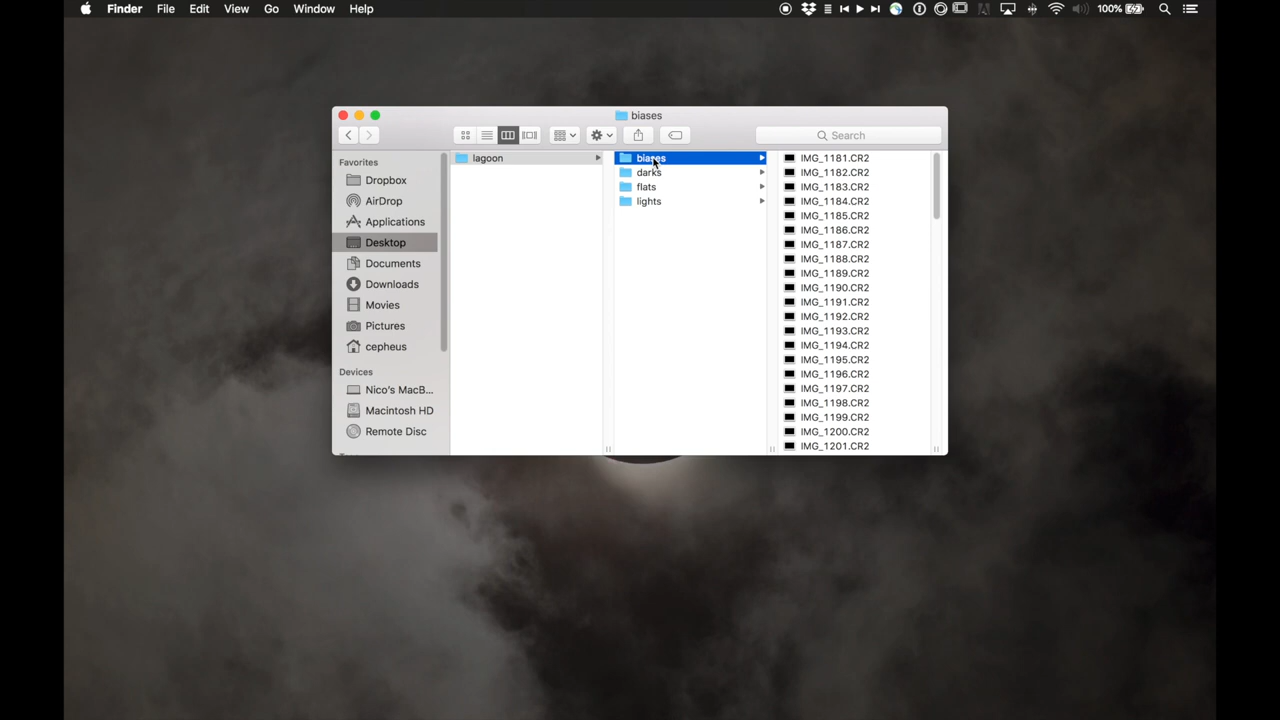 Finder File Edit View Go Window Help 100%
biases
Search
Favorites
Dropbox
AirDrop
Applications
Desktop
Documents
Downloads
Movies
Pictures
cepheus
Devices
Nico's MacB...
Macintosh HD
Remote Disc
lagoon
biases
darks
flats
lights
IMG_1181.CR2
IMG_1182.CR2
IMG_1183.CR2
IMG_1184.CR2
IMG_1185.CR2
IMG_1186.CR2
IMG_1187.CR2
IMG_1188.CR2
IMG_1189.CR2
IMG_1190.CR2
IMG_1191.CR2
IMG_1192.CR2
IMG_1193.CR2
IMG_1194.CR2
IMG_1195.CR2
IMG_1196.CR2
IMG_1197.CR2
IMG_1198.CR2
IMG_1199.CR2
IMG_1200.CR2
IMG_1201.CR2